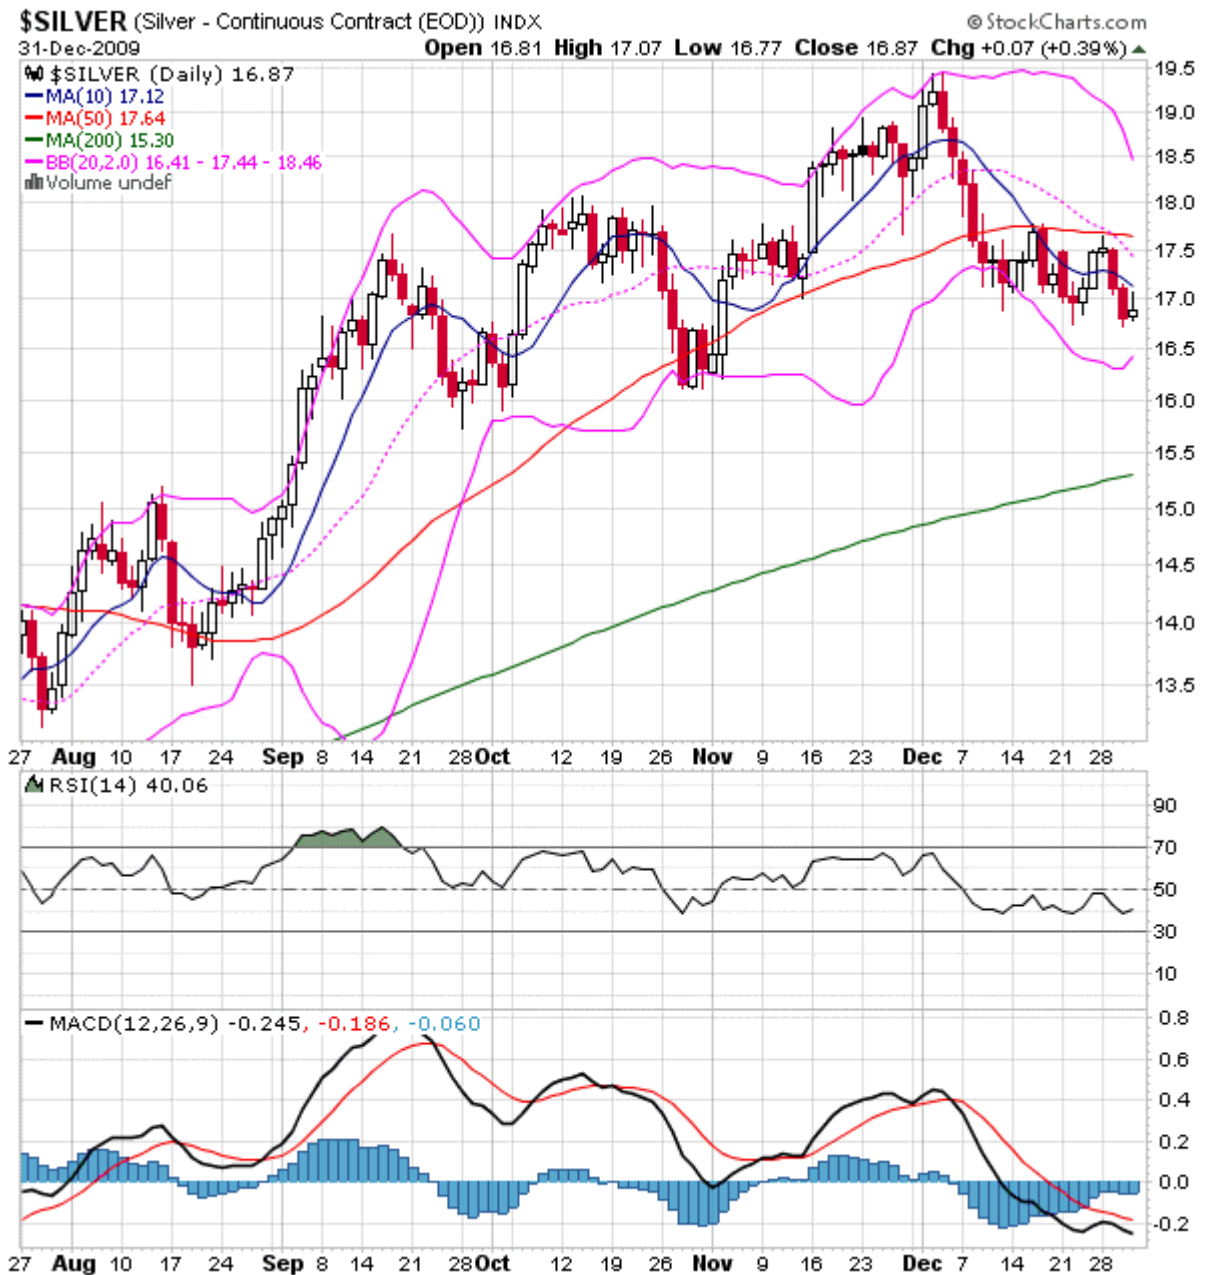 $SILVER (Silver - Continuous Contract (EOD)) INDX © StockCharts.com
31-Dec-2009 Open 16.81 High 17.07 Low 16.77 Close 16.87 Chg +0.07 (+0.39%)
$SILVER (Daily) 16.87
MA(10) 17.12
MA(50) 17.64
MA(200) 15.30
BB(20,2.0) 16.41 - 17.44 - 18.46
Volume undef
19.5
19.0
18.5
18.0
17.5
17.0
16.5
16.0
15.5
15.0
14.5
14.0
13.5
27 Aug 10 17 24 Sep 8 14 21 28 Oct 12 19 26 Nov 9 16 23 Dec 7 14 21 28
RSI(14) 40.06
90
70
50
30
10
MACD(12,26,9) -0.245, -0.186, -0.060
0.8
0.6
0.4
0.2
0.0
-0.2
27 Aug 10 17 24 Sep 8 14 21 28 Oct 12 19 26 Nov 9 16 23 Dec 7 14 21 28